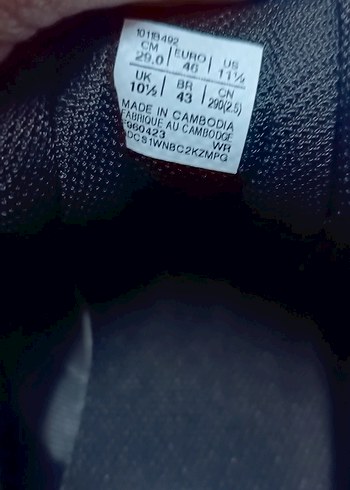 1011B492
CM EURO US
29.0 46 11½
UK BR CN
10½ 43 290(2.5)
MADE IN CAMBODIA
FABRIQUE AU CAMBODGE
960423 WR
DCS1WNBC2KZMPG